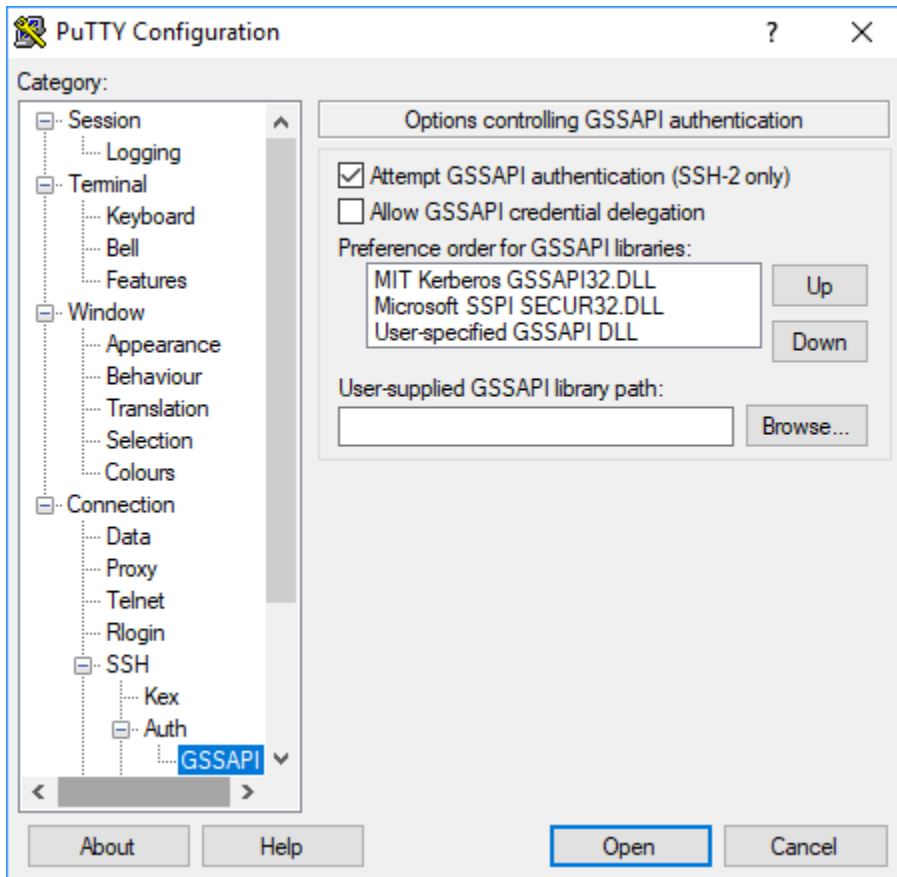 PuTTY Configuration
?
Category:
Session
Logging
Terminal
Keyboard
Bell
Features
Window
Appearance
Behaviour
Translation
Selection
Colours
Connection
Data
Proxy
Telnet
Rlogin
SSH
Kex
Auth
GSSAPI
Options controlling GSSAPI authentication
Attempt GSSAPI authentication (SSH-2 only)
Allow GSSAPI credential delegation
Preference order for GSSAPI libraries:
MIT Kerberos GSSAPI32.DLL
Microsoft SSPI SECUR32.DLL
User-specified GSSAPI DLL
Up
Down
User-supplied GSSAPI library path:
Browse...
About
Help
Open
Cancel